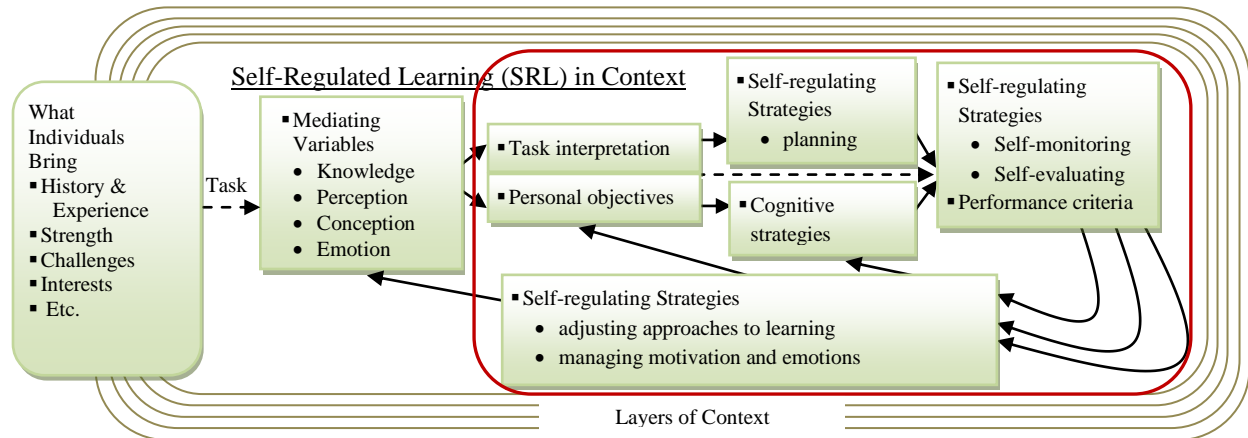 Self-Regulated Learning (SRL) in Context
What
Individuals
Bring
▪ History &
Experience
▪ Strength
▪ Challenges
▪ Interests
▪ Etc.
Task
▪ Mediating
Variables
• Knowledge
• Perception
• Conception
• Emotion
▪ Task interpretation
▪ Personal objectives
▪ Self-regulating
Strategies
• planning
▪ Cognitive
strategies
▪ Self-regulating
Strategies
• Self-monitoring
• Self-evaluating
▪ Performance criteria
▪ Self-regulating Strategies
• adjusting approaches to learning
• managing motivation and emotions
Layers of Context